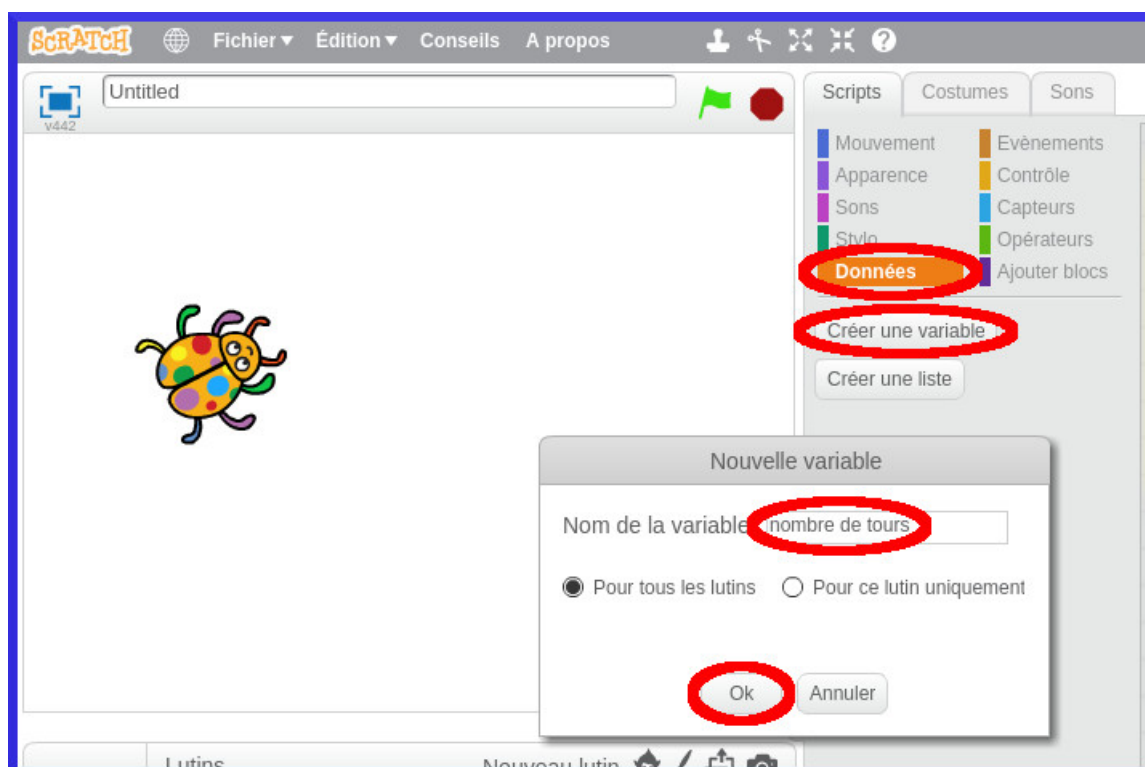 SCRATCH Fichier Édition Conseils A propos
Untitled
v442
Scripts Costumes Sons
Mouvement Evènements
Apparence Contrôle
Sons Capteurs
Stylo Opérateurs
Données Ajouter blocs
Créer une variable
Créer une liste
Nouvelle variable
Nom de la variable nombre de tours
Pour tous les lutins Pour ce lutin uniquement
Ok Annuler
Lutins Nouveau lutin